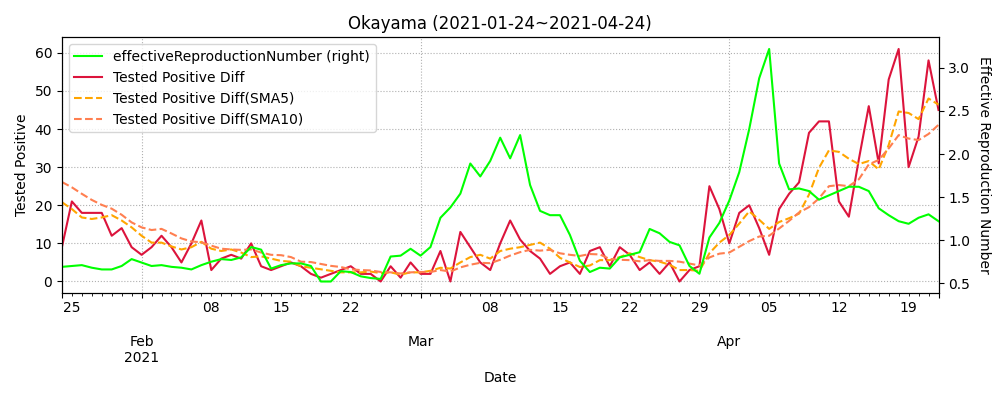 Okayama (2021-01-24~2021-04-24)
effectiveReproductionNumber (right)
Tested Positive Diff
Tested Positive Diff(SMA5)
Tested Positive Diff(SMA10)
Tested Positive
60
50
40
30
20
10
0
3.0
2.5
2.0
1.5
1.0
0.5
Effective Reproduction Number
25 08 15 22 08 15 22 29 05 12 19
Feb Mar Apr
2021
Date